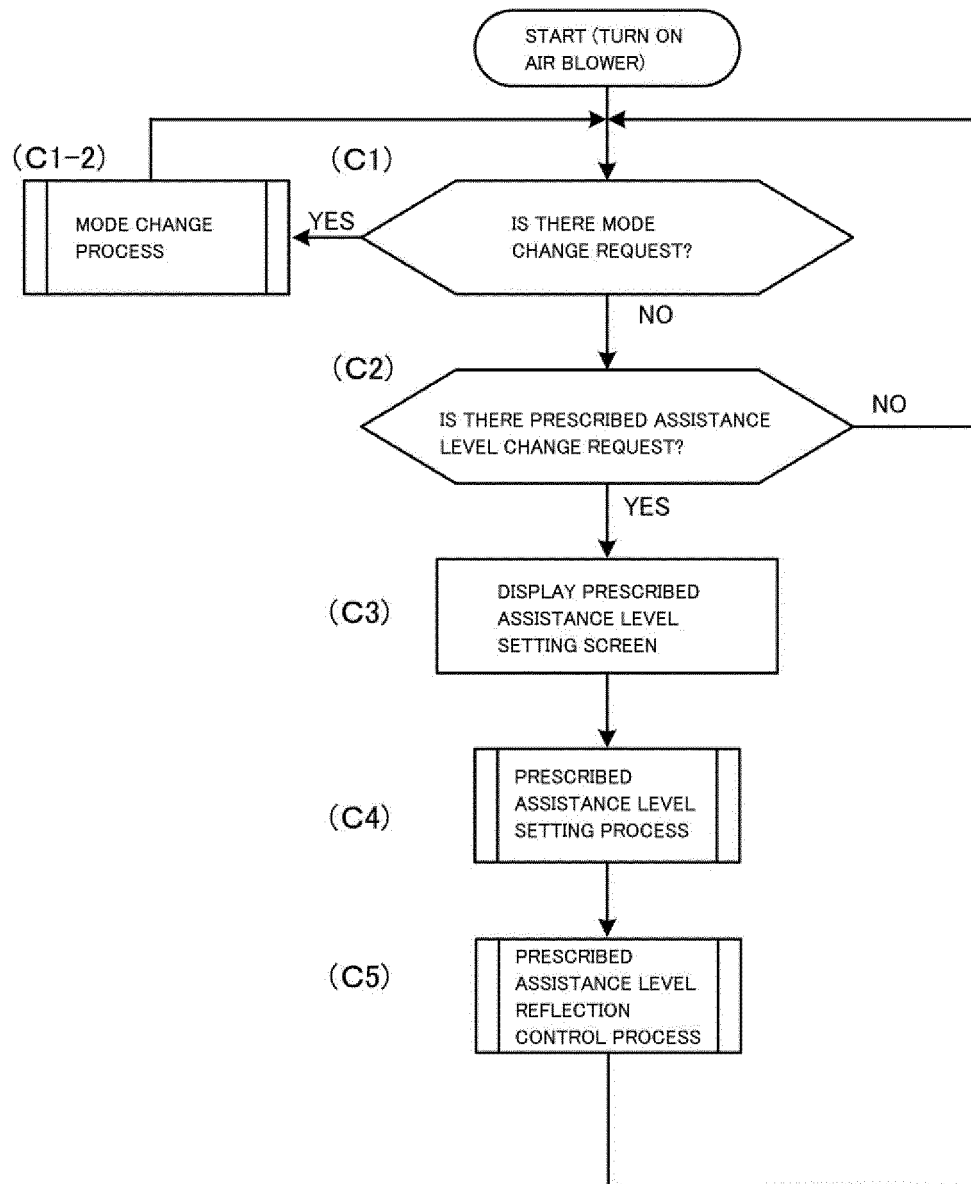 START (TURN ON
AIR BLOWER)
(C1-2)
(C1)
MODE CHANGE
PROCESS
YES
IS THERE MODE
CHANGE REQUEST?
NO
(C2)
IS THERE PRESCRIBED ASSISTANCE
LEVEL CHANGE REQUEST?
NO
YES
(C3)
DISPLAY PRESCRIBED
ASSISTANCE LEVEL
SETTING SCREEN
(C4)
PRESCRIBED
ASSISTANCE LEVEL
SETTING PROCESS
(C5)
PRESCRIBED
ASSISTANCE LEVEL
REFLECTION
CONTROL PROCESS